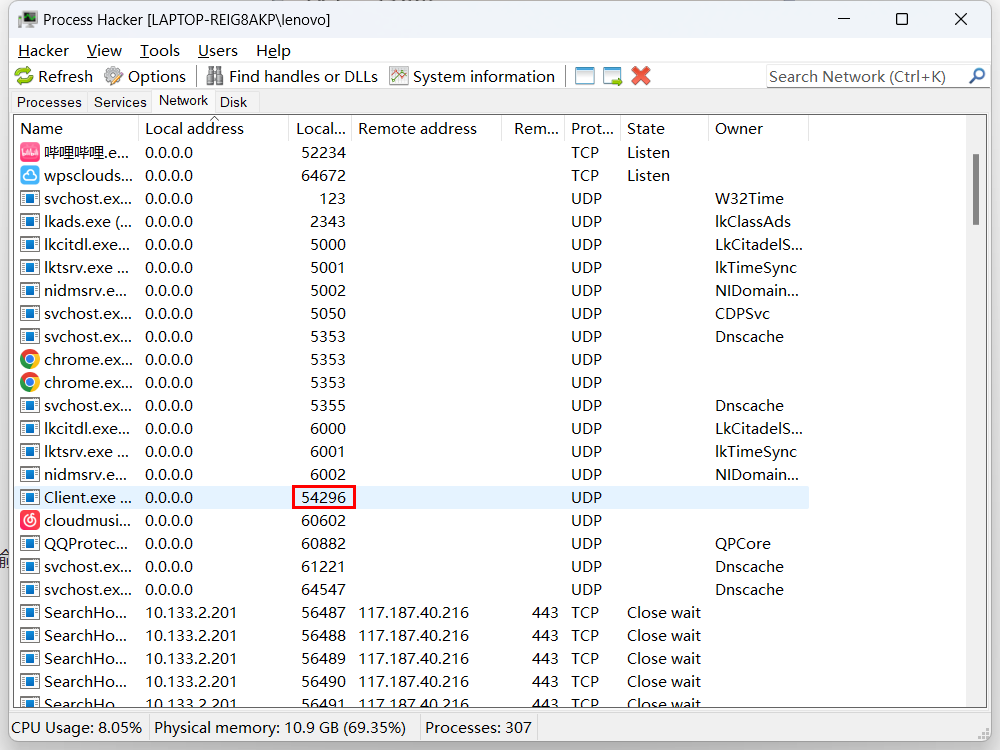 Process Hacker [LAPTOP-REIG8AKP\lenovo]
Hacker View Tools Users Help
Refresh Options Find handles or DLLs System information Search Network (Ctrl+K)
Processes Services Network Disk
Name Local address Local... Remote address Rem... Prot... State Owner
哔哩哔哩.e... 0.0.0.0 52234 TCP Listen
wpsclouds... 0.0.0.0 64672 TCP Listen
svchost.ex... 0.0.0.0 123 UDP W32Time
lkads.exe (... 0.0.0.0 2343 UDP lkClassAds
lkcitdl.exe... 0.0.0.0 5000 UDP LkCitadelS...
lktsrv.exe ... 0.0.0.0 5001 UDP lkTimeSync
nidmsrv.e... 0.0.0.0 5002 UDP NIDomain...
svchost.ex... 0.0.0.0 5050 UDP CDPSvc
svchost.ex... 0.0.0.0 5353 UDP Dnscache
chrome.ex... 0.0.0.0 5353 UDP
chrome.ex... 0.0.0.0 5353 UDP
svchost.ex... 0.0.0.0 5355 UDP Dnscache
lkcitdl.exe... 0.0.0.0 6000 UDP LkCitadelS...
lktsrv.exe ... 0.0.0.0 6001 UDP lkTimeSync
nidmsrv.e... 0.0.0.0 6002 UDP NIDomain...
Client.exe ... 0.0.0.0 54296 UDP
cloudmusi... 0.0.0.0 60602 UDP
QQProtec... 0.0.0.0 60882 UDP QPCore
svchost.ex... 0.0.0.0 61221 UDP Dnscache
svchost.ex... 0.0.0.0 64547 UDP Dnscache
SearchHo... 10.133.2.201 56487 117.187.40.216 443 TCP Close wait
SearchHo... 10.133.2.201 56488 117.187.40.216 443 TCP Close wait
SearchHo... 10.133.2.201 56489 117.187.40.216 443 TCP Close wait
SearchHo... 10.133.2.201 56490 117.187.40.216 443 TCP Close wait
SearchHo... 10.133.2.201 56491 117.187.40.216 443 TCP Close wait
CPU Usage: 8.05% Physical memory: 10.9 GB (69.35%) Processes: 307